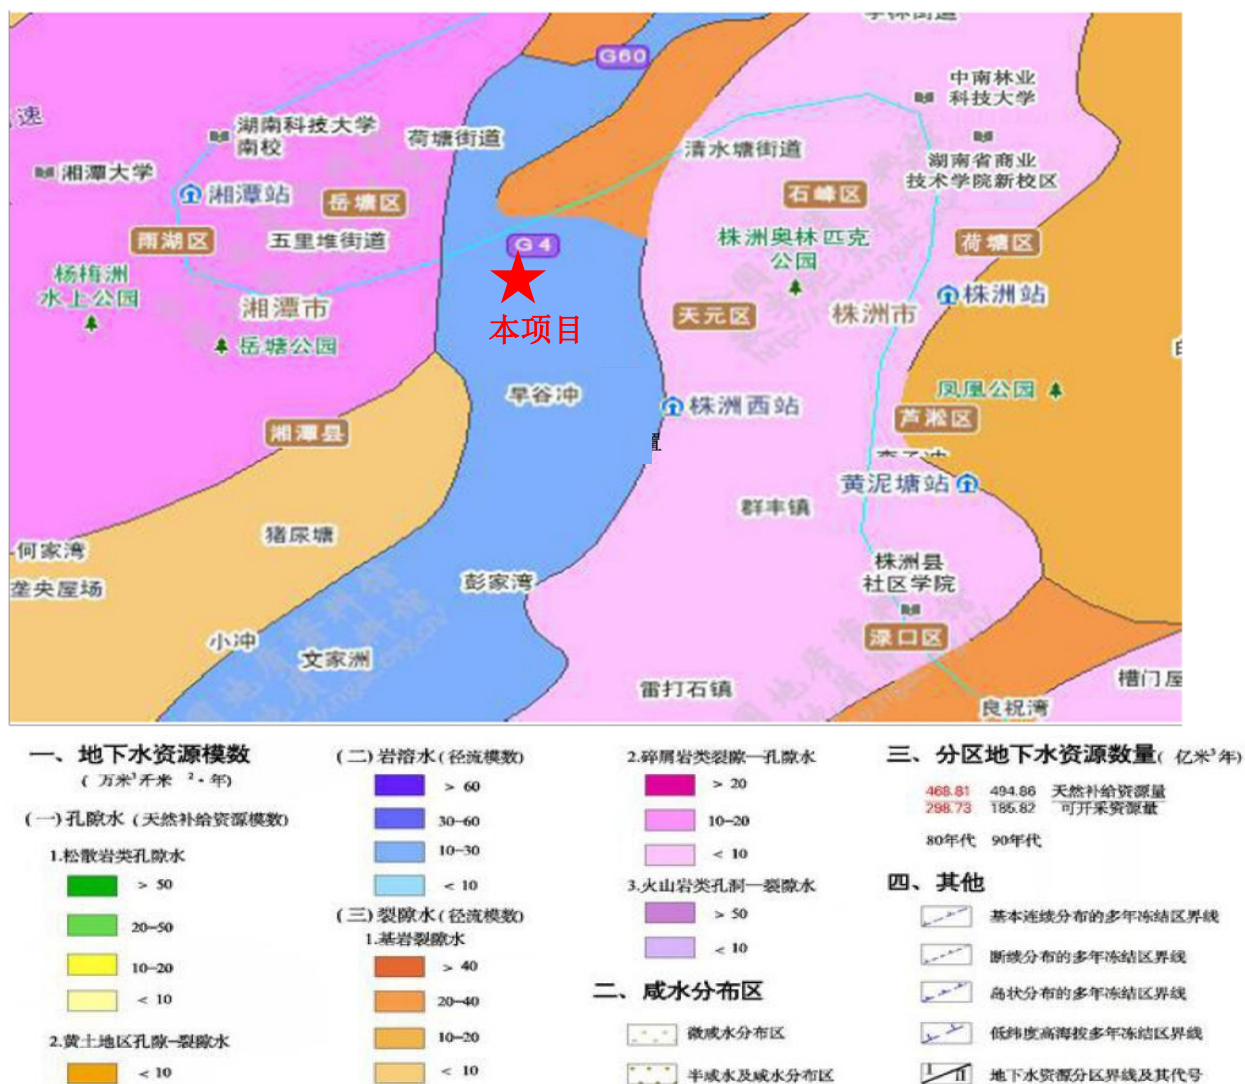 G60
中南林业
科技大学
速
湖南科技大学
南校
荷塘街道
清水塘街道
湖南省商业
技术学院新校区
湘潭大学
湘潭站
岳塘区
石峰区
雨湖区
五里堆街道
G4
株洲奥林匹克
公园
荷塘区
杨梅洲
水上公园
湘潭市
本项目
天元区
株洲市
株洲站
岳塘公园
旱谷冲
株洲西站
凤凰公园
湘潭县
芦淞区
黄泥塘站
群丰镇
猪尿塘
何家湾
垄央屋场
彭家湾
株洲县
社区学院
小冲
文家洲
渌口区
雷打石镇
槽门屋
良祝湾
一、地下水资源模数
( 万米³/千米 ²·年)
(一)孔隙水(天然补给资源模数)
1.松散岩类孔隙水
> 50
20-50
10-20
< 10
2.黄土地区孔隙-裂隙水
< 10
(二)岩溶水(径流模数)
> 60
30-60
10-30
< 10
(三)裂隙水(径流模数)
1.基岩裂隙水
> 40
20-40
10-20
< 10
2.碎屑岩类裂隙—孔隙水
> 20
10-20
< 10
3.火山岩类孔洞—裂隙水
> 50
< 10
二、咸水分布区
微咸水分布区
半咸水及咸水分布区
三、分区地下水资源数量( 亿米³年)
468.81 494.86 天然补给资源量
298.73 185.82 可开采资源量
80年代 90年代
四、其他
基本连续分布的多年冻结区界线
断续分布的多年冻结区界线
岛状分布的多年冻结区界线
低纬度高海拔多年冻结区界线
I II 地下水资源分区界线及其代号